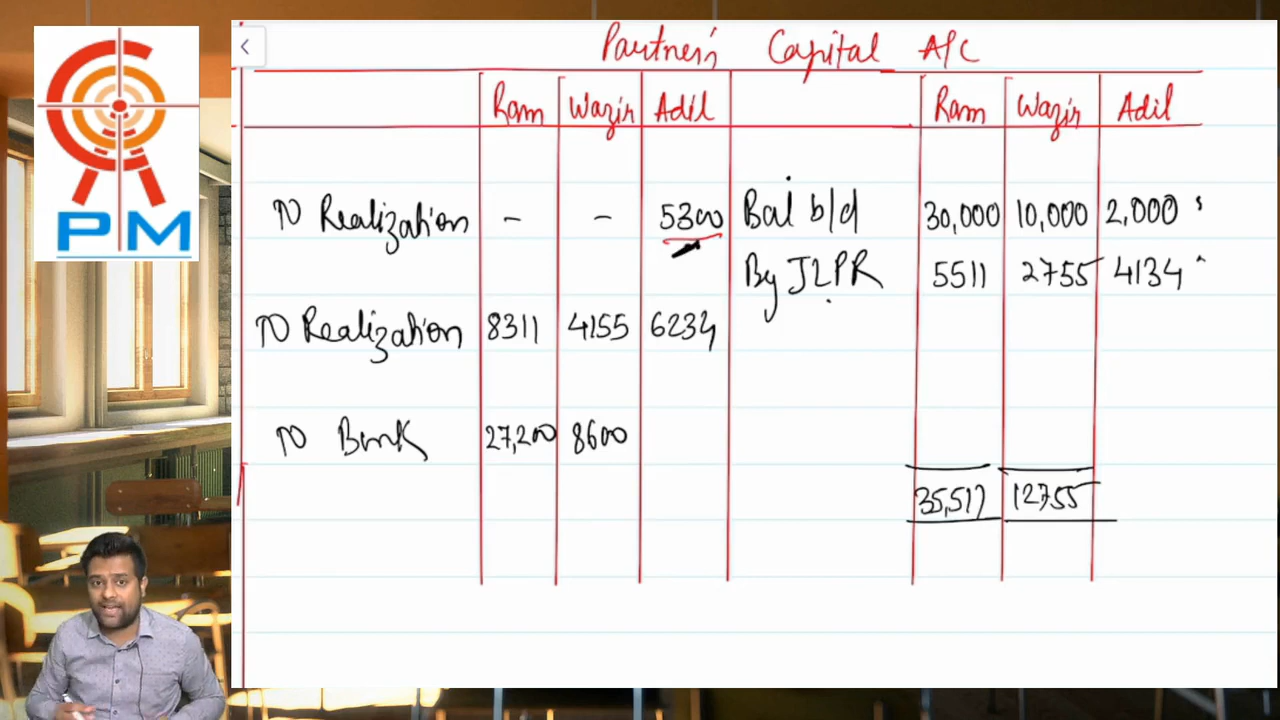 PM
Partner's Capital A/C
Ram Wazir Adil Ram Wazir Adil
To Realization - - 5300 Bal b/d 30,000 10,000 2,000
By JLPR 5511 2755 4134
To Realization 8311 4155 6234
To Bank 27,200 8600
35,511 12755